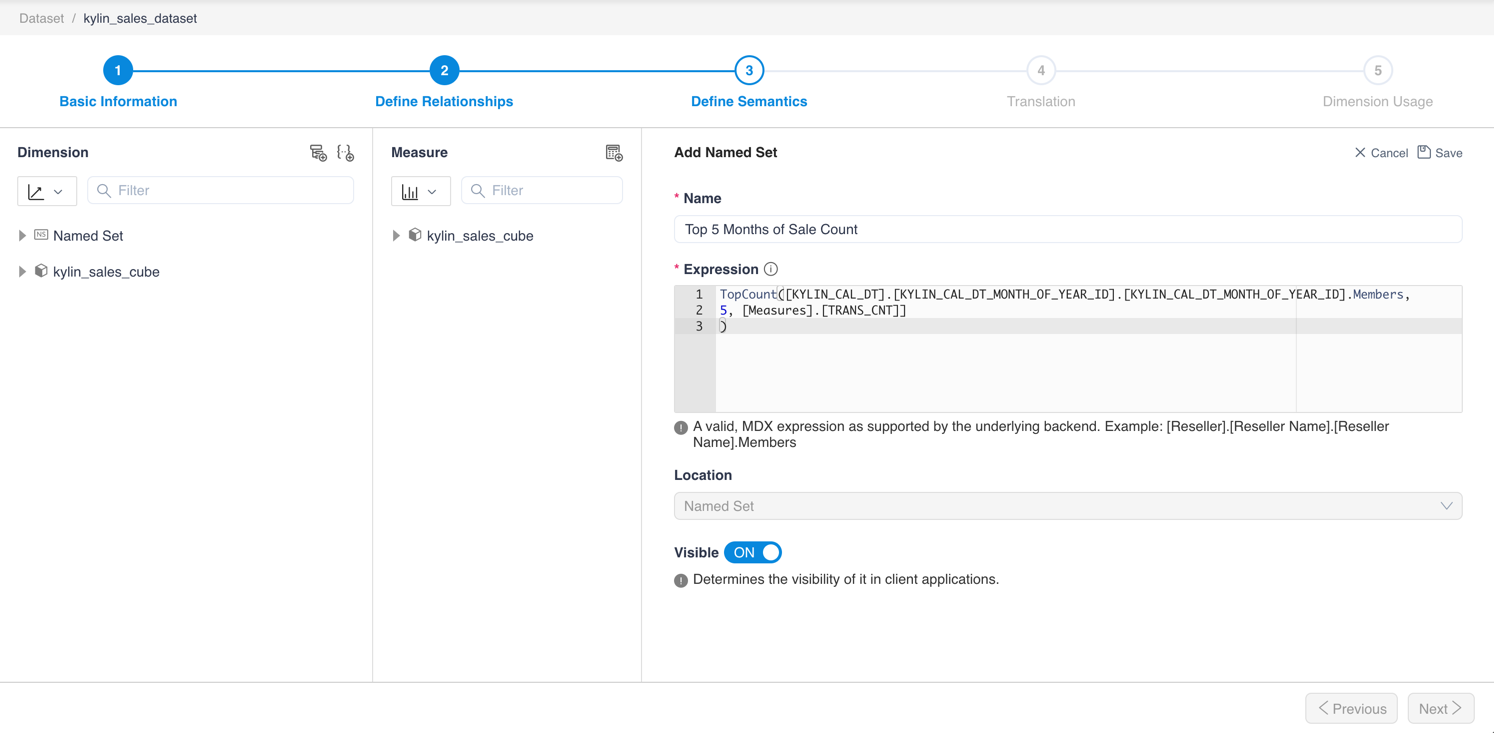 Dataset / kylin_sales_dataset
1
2
3
4
5
Basic Information
Define Relationships
Define Semantics
Translation
Dimension Usage
Dimension
Measure
Add Named Set
Cancel
Save
Filter
Filter
* Name
Top 5 Months of Sale Count
NS Named Set
kylin_sales_cube
kylin_sales_cube
* Expression
1 TopCount([KYLIN_CAL_DT].[KYLIN_CAL_DT_MONTH_OF_YEAR_ID].[KYLIN_CAL_DT_MONTH_OF_YEAR_ID].Members,
2 5, [Measures].[TRANS_CNT]]
3 )
A valid, MDX expression as supported by the underlying backend. Example: [Reseller].[Reseller Name].[Reseller
Name].Members
Location
Named Set
Visible ON
Determines the visibility of it in client applications.
Previous
Next